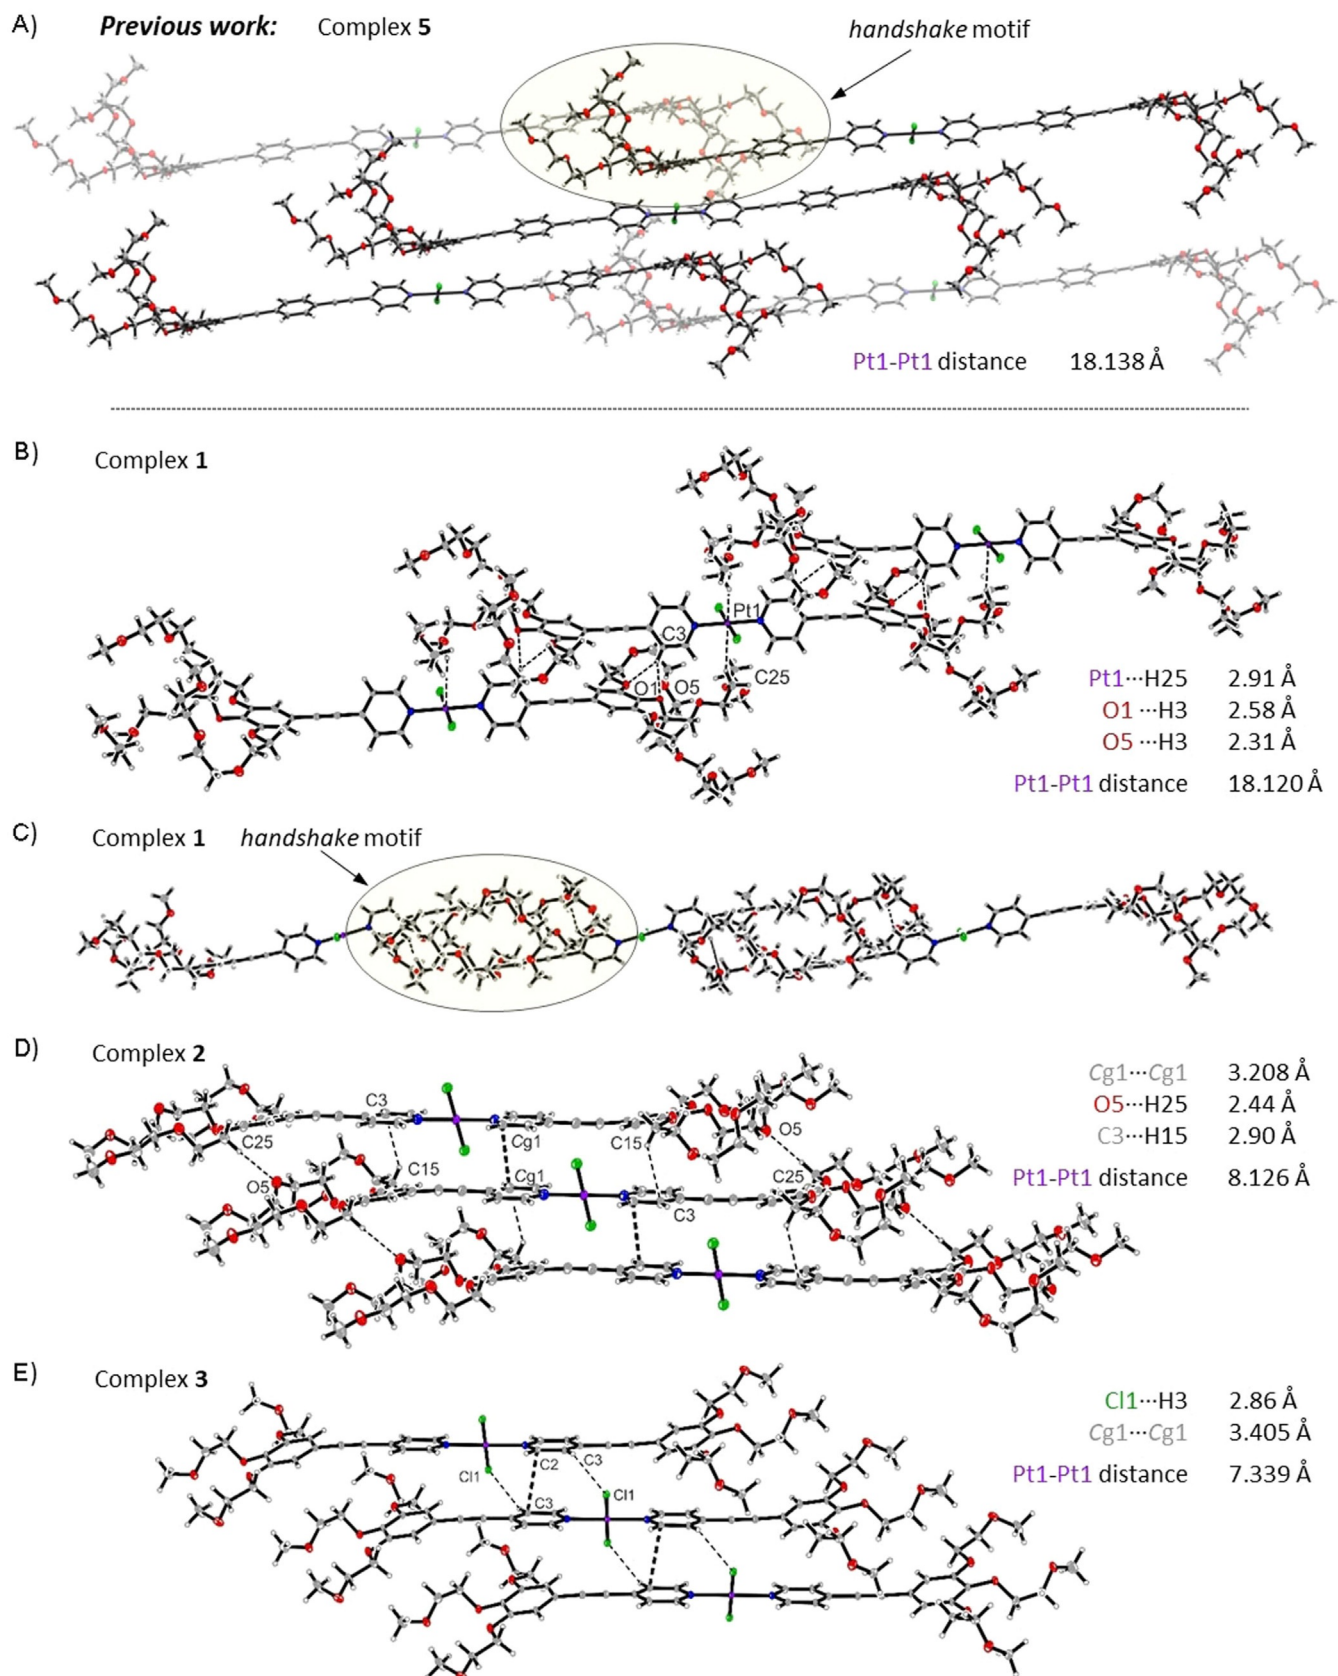 A) Previous work: Complex 5 handshake motif
Pt1-Pt1 distance 18.138 Å
B) Complex 1
Pt1
C3
C25
O1 O5
Pt1···H25 2.91 Å
O1 ···H3 2.58 Å
O5 ···H3 2.31 Å
Pt1-Pt1 distance 18.120 Å
C) Complex 1 handshake motif
D) Complex 2
Cg1···Cg1 3.208 Å
O5···H25 2.44 Å
C3···H15 2.90 Å
Pt1-Pt1 distance 8.126 Å
C3
C25 Cg1 C15 O5
O5 C15 Cg1 C25
C3
E) Complex 3
Cl1···H3 2.86 Å
Cg1···Cg1 3.405 Å
Pt1-Pt1 distance 7.339 Å
Cl1 C2 C3
C3 Cl1